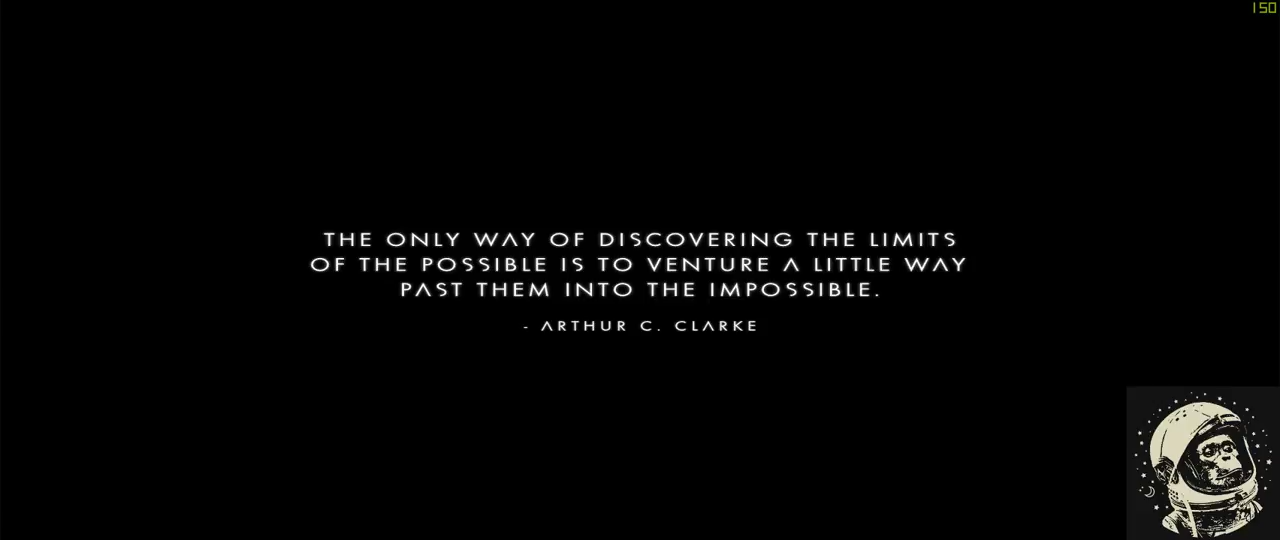 150
THE ONLY WAY OF DISCOVERING THE LIMITS
OF THE POSSIBLE IS TO VENTURE A LITTLE WAY
PAST THEM INTO THE IMPOSSIBLE.
- ARTHUR C. CLARKE